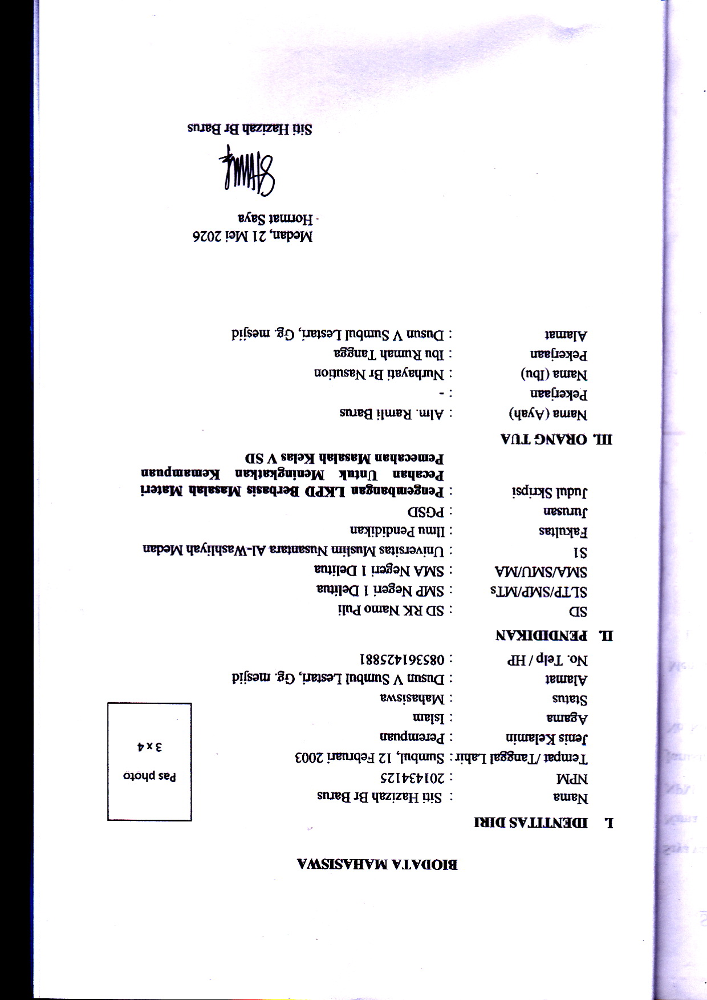 BIODATA MAHASISWA
I. IDENTITAS DIRI
Nama : Siti Hazizah Br Barus
NPM : 201434125
Tempat /Tanggal Lahir : Sumbul, 12 Februari 2003
Jenis Kelamin : Perempuan
Agama : Islam
Status : Mahasiswa
Alamat : Dusun V Sumbul Lestari, Gg. mesjid
No. Telp / HP : 085361425881
Pas photo
3 x 4
II. PENDIDIKAN
SD : SD RK Namo Puli
SLTP/SMP/MTs : SMP Negeri 1 Delitua
SMA/SMU/MA : SMA Negeri 1 Delitua
S1 : Universitas Muslim Nusantara Al-Washliyah Medan
Fakultas : Ilmu Pendidikan
Jurusan : PGSD
Judul Skripsi : Pengembangan LKPD Berbasis Masalah Materi
Pecahan Untuk Meningkatkan Kemampuan
Pemecahan Masalah Kelas V SD
III. ORANG TUA
Nama (Ayah) : Alm. Ramli Barus
Pekerjaan : -
Nama (Ibu) : Nurhayati Br Nasution
Pekerjaan : Ibu Rumah Tangga
Alamat : Dusun V Sumbul Lestari, Gg. mesjid
Medan, 21 Mei 2026
Hormat Saya
Siti Hazizah Br Barus